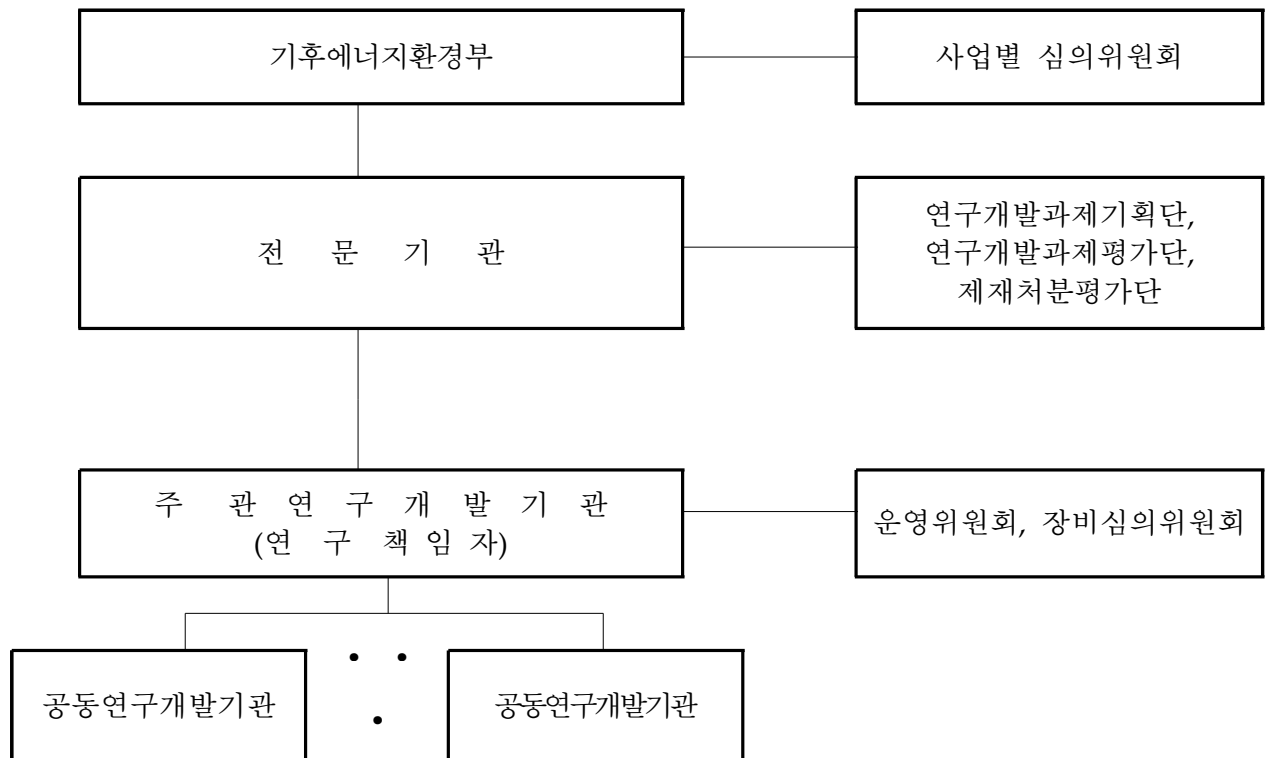 기후에너지환경부
사업별 심의위원회
전 문 기 관
연구개발과제기획단,
연구개발과제평가단,
제재처분평가단
주 관 연 구 개 발 기 관
(연 구 책 임 자)
운영위원회, 장비심의위원회
공동연구개발기관
• • •
공동연구개발기관